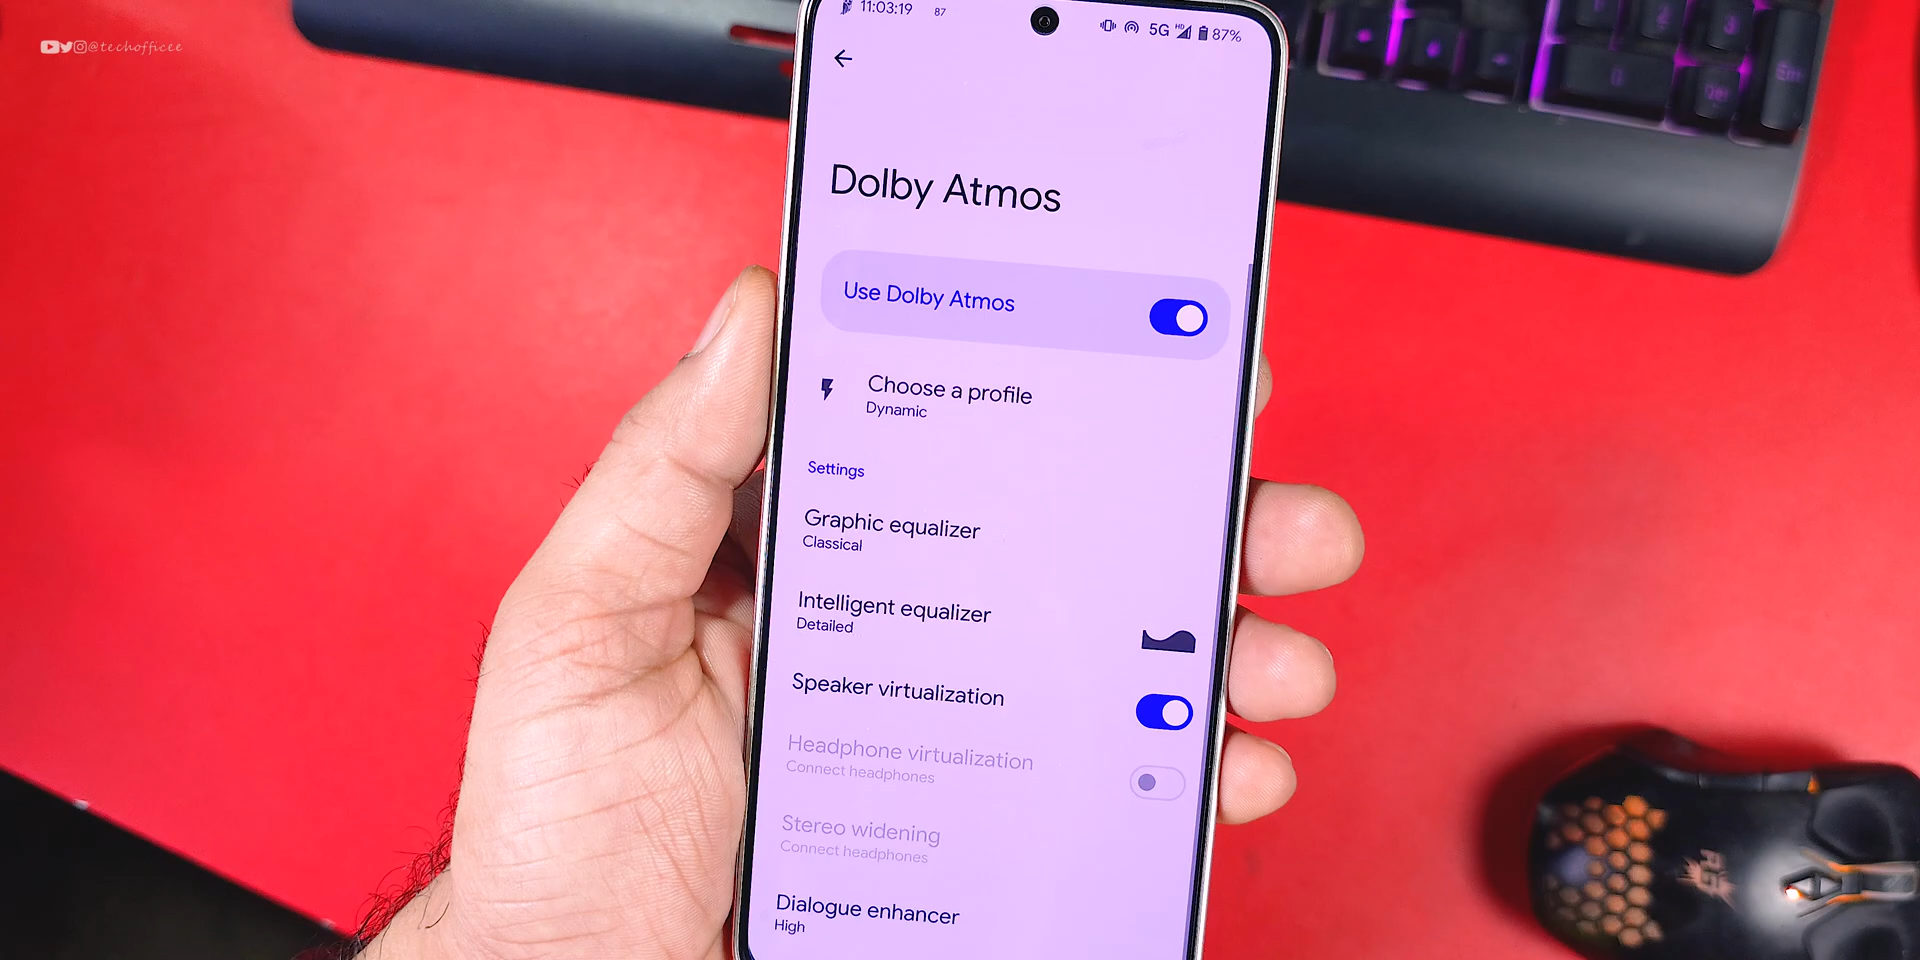 @techofficee
11:03:19 87 5G HD 87%
Dolby Atmos
Use Dolby Atmos
Choose a profile
Dynamic
Settings
Graphic equalizer
Classical
Intelligent equalizer
Detailed
Speaker virtualization
Headphone virtualization
Connect headphones
Stereo widening
Connect headphones
Dialogue enhancer
High